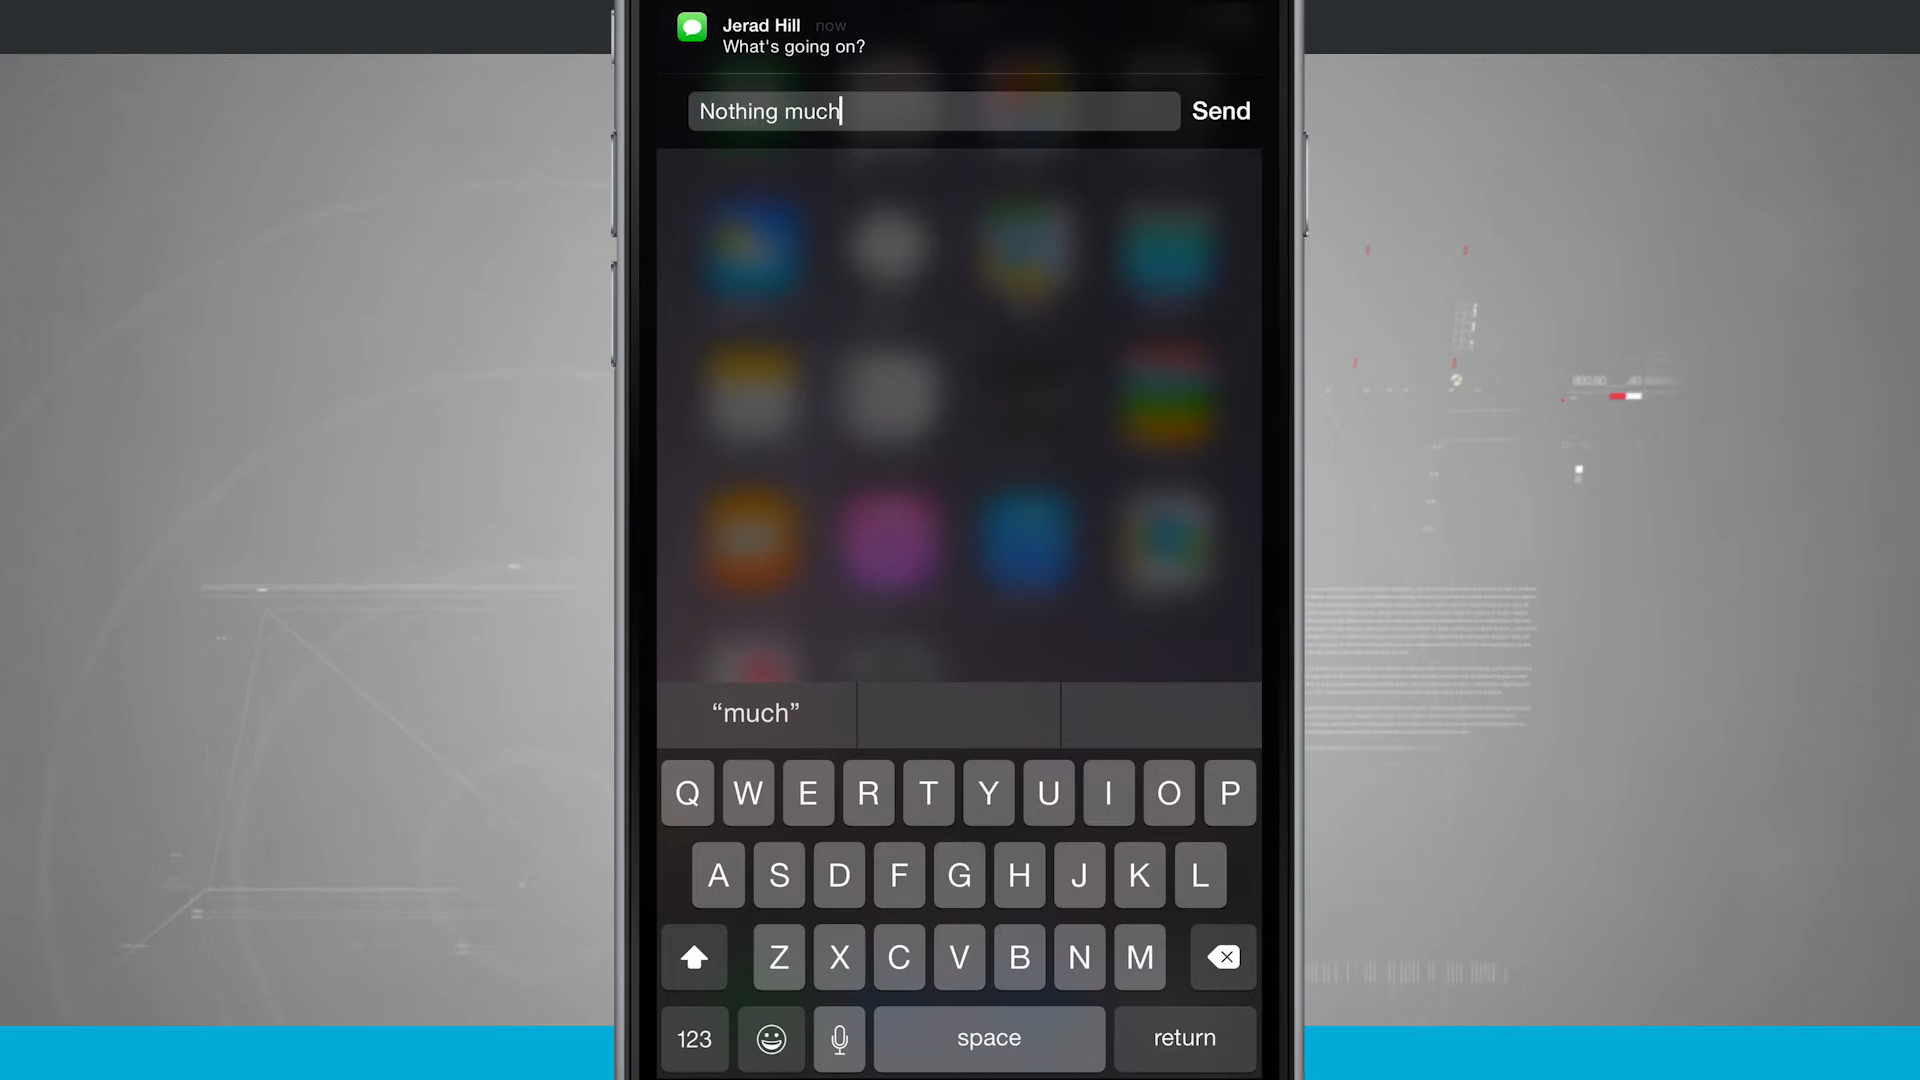 Jerad Hill now
What's going on?
Nothing much
Send
“much”
Q W E R T Y U I O P
A S D F G H J K L
Z X C V B N M
123 space return